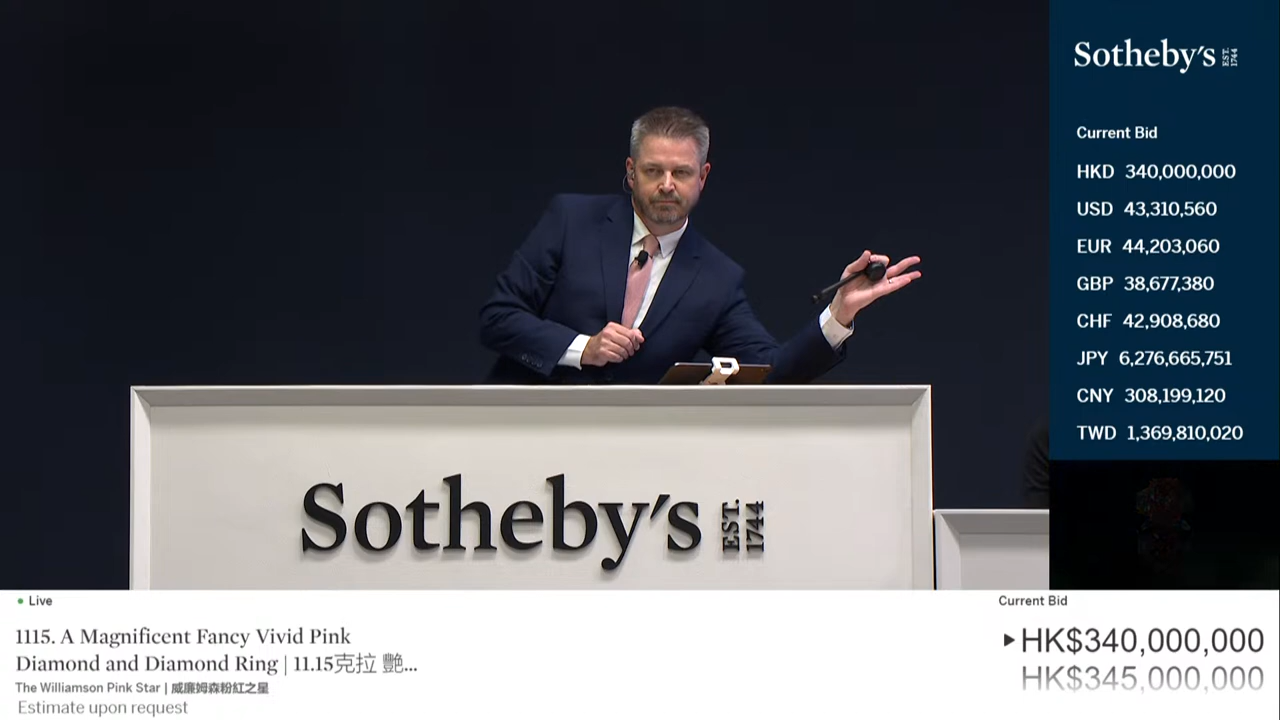 Sotheby's EST. 1744
Current Bid
HKD 340,000,000
USD 43,310,560
EUR 44,203,060
GBP 38,677,380
CHF 42,908,680
JPY 6,276,665,751
CNY 308,199,120
TWD 1,369,810,020
Sotheby's EST. 1744
Live
1115. A Magnificent Fancy Vivid Pink
Diamond and Diamond Ring | 11.15克拉 艷...
The Williamson Pink Star | 威廉姆森粉紅之星
Estimate upon request
Current Bid
HK$340,000,000
HK$345,000,000